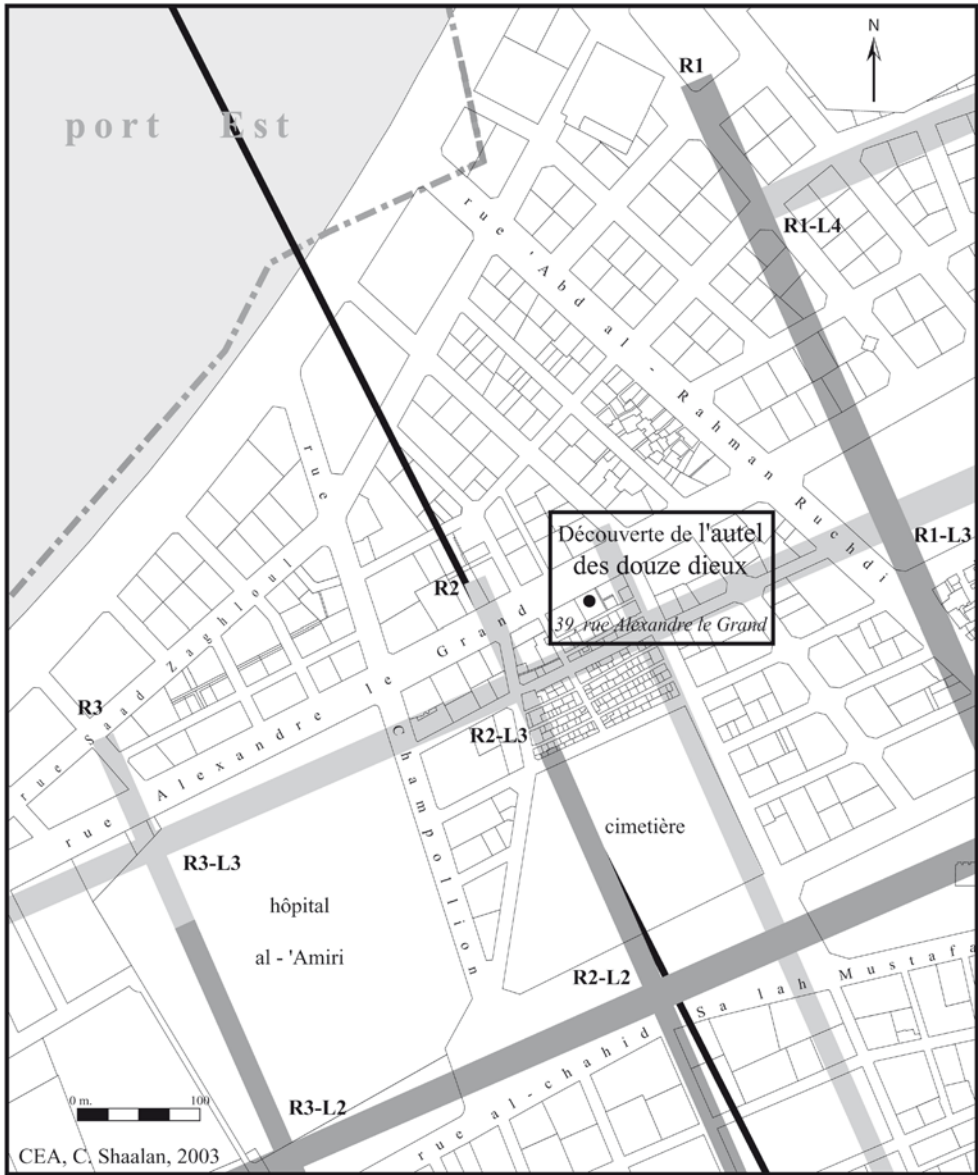 N
R1
port Est
rue 'Abd al - Rahman Ruchdi
R1-L4
Découverte de l'autel
des douze dieux
39, rue Alexandre le Grand
R1-L3
R2
rue Saad Zaghloul
R3
rue Alexandre le Grand
R2-L3
rue Champollion
cimetière
R3-L3
hôpital
al - 'Amiri
R2-L2
rue al-chahid Salah Mustafa
0 m. 100
R3-L2
CEA, C. Shaalan, 2003